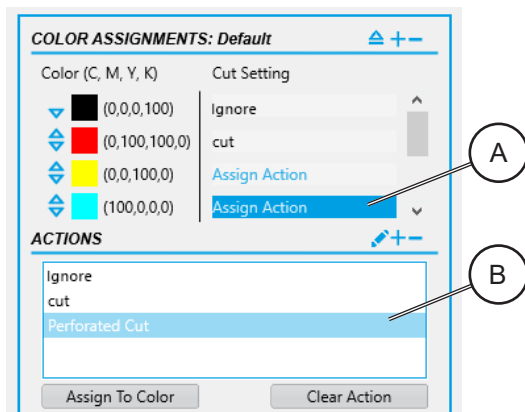 COLOR ASSIGNMENTS: Default
Color (C, M, Y, K) Cut Setting
(0,0,0,100) Ignore
(0,100,100,0) cut
(0,0,100,0) Assign Action
(100,0,0,0) Assign Action
A
ACTIONS
Ignore
cut
Perforated Cut
B
Assign To Color Clear Action